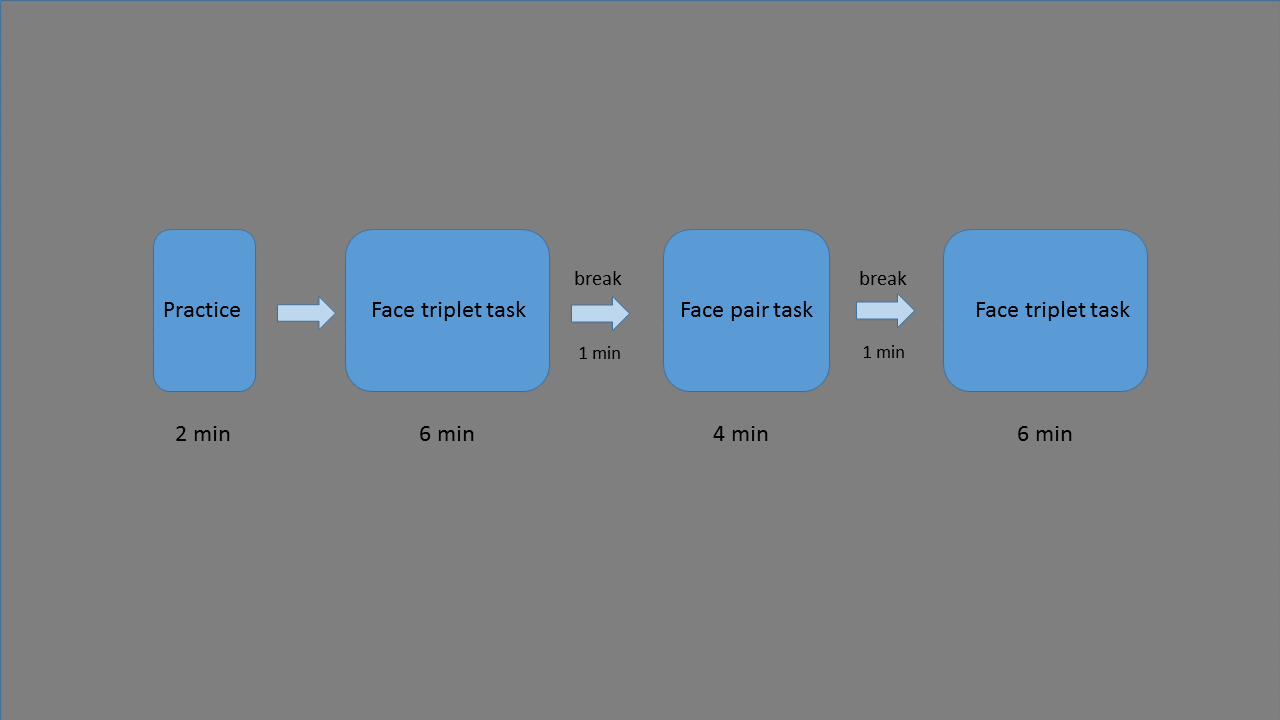 Practice
2 min
Face triplet task
6 min
break
1 min
Face pair task
4 min
break
1 min
Face triplet task
6 min